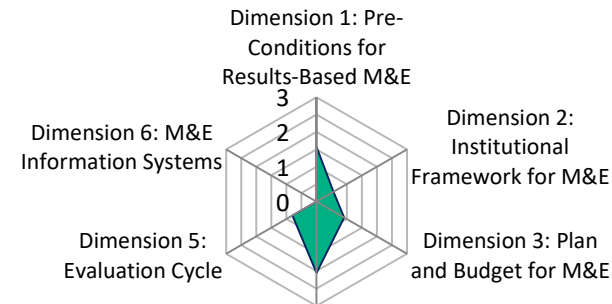 Dimension 1: Pre-
Conditions for
Results-Based M&E
3
2
1
0
Dimension 2:
Institutional
Framework for M&E
Dimension 6: M&E
Information Systems
Dimension 5:
Evaluation Cycle
Dimension 3: Plan
and Budget for M&E